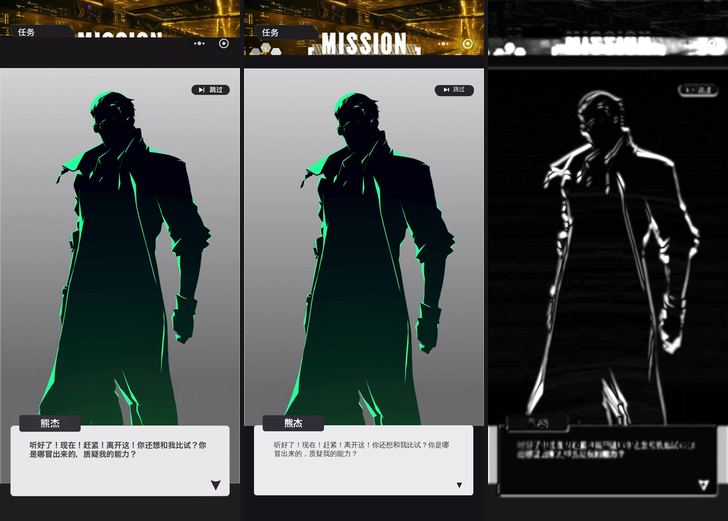 任务
MISSION
跳过
熊杰
听好了！现在！赶紧！离开这！你还想和我比试？你
是哪冒出来的，质疑我的能力？
任务
MISSION
跳过
熊杰
听好了！现在！赶紧！离开这！你还想和我比试？你是哪
冒出来的，质疑我的能力？
MISSION